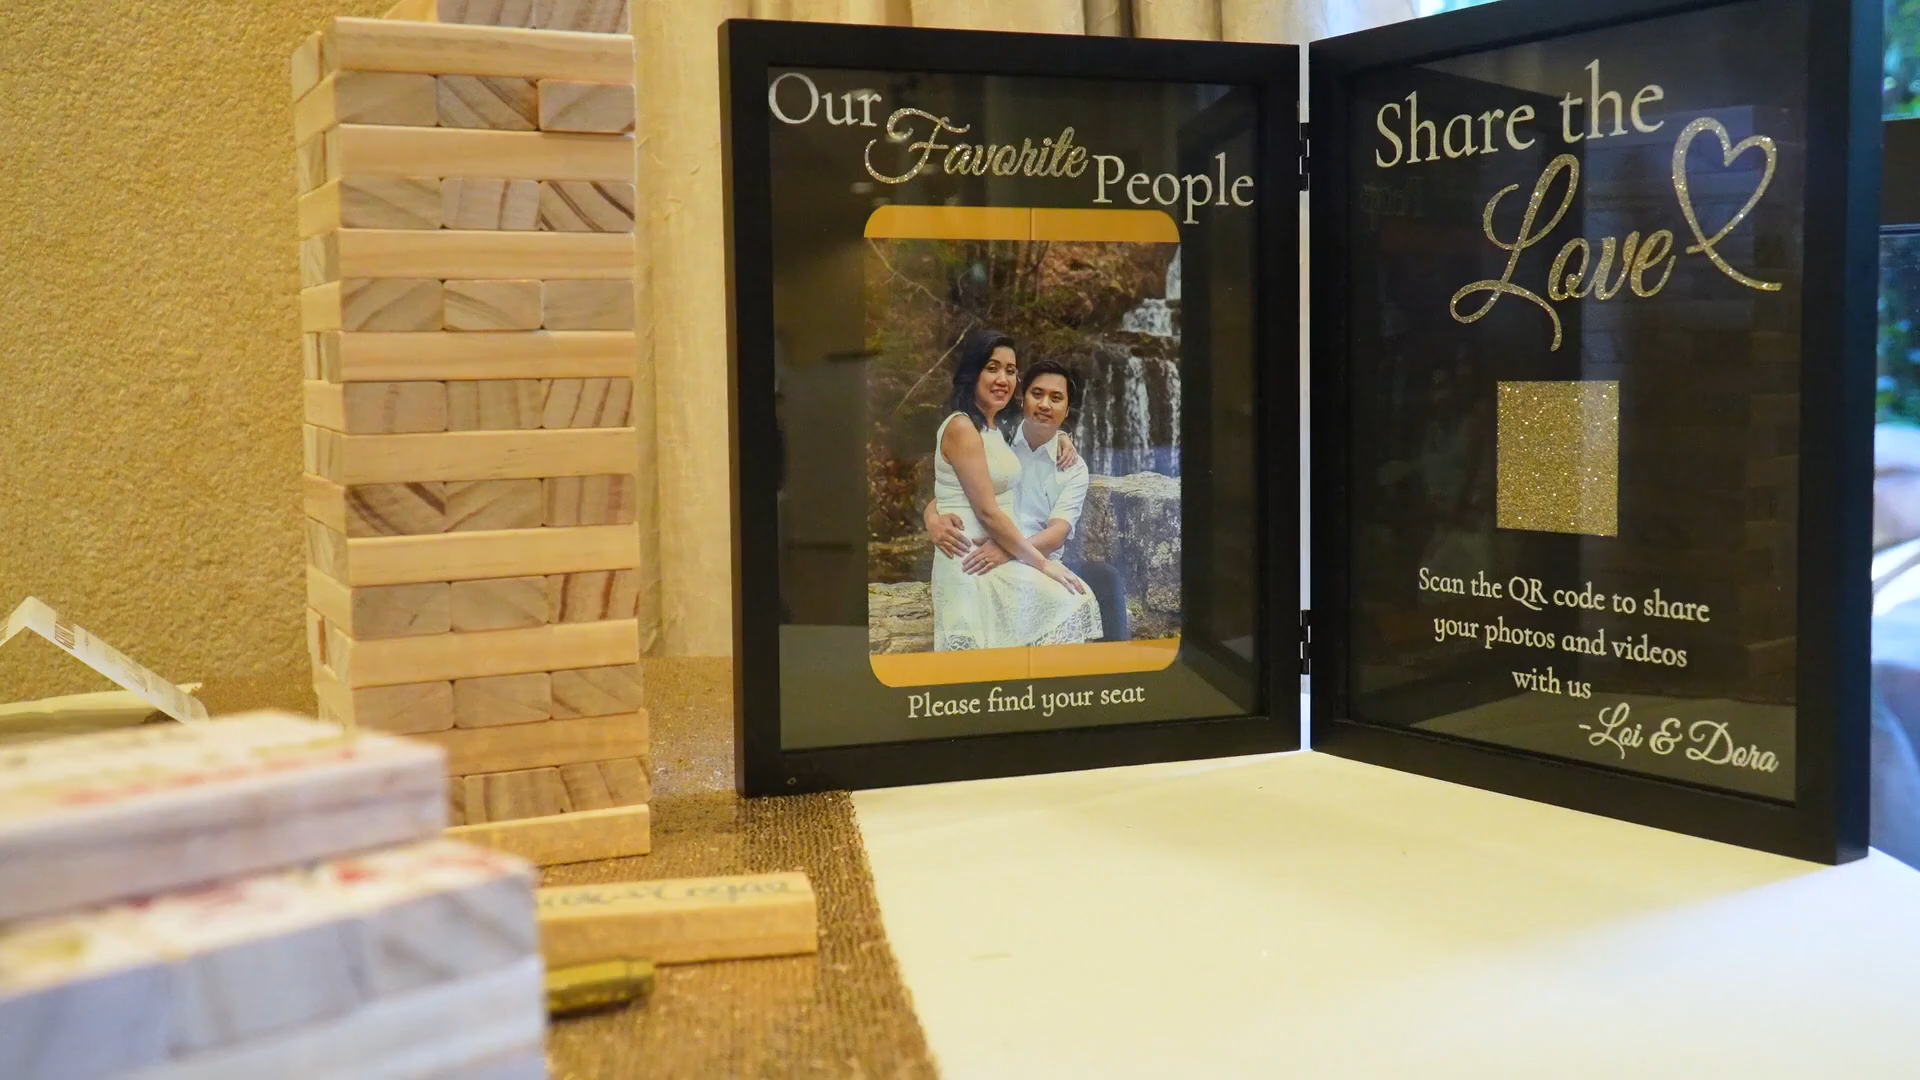 Our Favorite People
Please find your seat
Share the
Love
Scan the QR code to share
your photos and videos
with us
-Loi & Dora